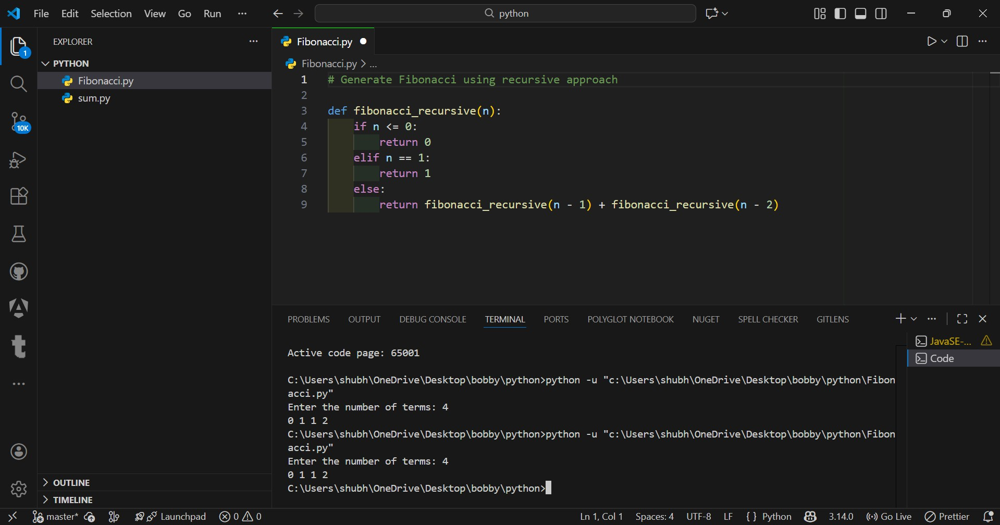 File Edit Selection View Go Run ··· python
EXPLORER ···
PYTHON
Fibonacci.py
sum.py
1
10K
OUTLINE
TIMELINE
Fibonacci.py
Fibonacci.py > ...
1 # Generate Fibonacci using recursive approach
2
3 def fibonacci_recursive(n):
4 if n <= 0:
5 return 0
6 elif n == 1:
7 return 1
8 else:
9 return fibonacci_recursive(n - 1) + fibonacci_recursive(n - 2)
PROBLEMS OUTPUT DEBUG CONSOLE TERMINAL PORTS POLYGLOT NOTEBOOK NUGET SPELL CHECKER GITLENS
Active code page: 65001
C:\Users\shubh\OneDrive\Desktop\bobby\python>python -u "c:\Users\shubh\OneDrive\Desktop\bobby\python\Fibon
acci.py"
Enter the number of terms: 4
0 1 1 2
C:\Users\shubh\OneDrive\Desktop\bobby\python>python -u "c:\Users\shubh\OneDrive\Desktop\bobby\python\Fibon
acci.py"
Enter the number of terms: 4
0 1 1 2
C:\Users\shubh\OneDrive\Desktop\bobby\python>
JavaSE-...
Code
master* Launchpad 0 0 Ln 1, Col 1 Spaces: 4 UTF-8 LF { } Python 3.14.0 Go Live Prettier